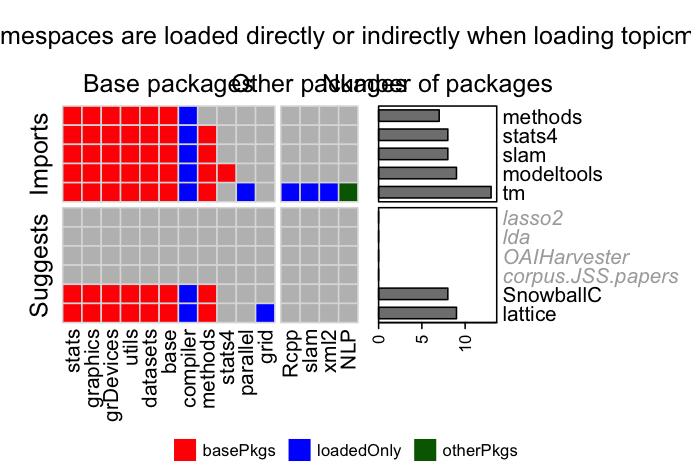 mespaces are loaded directly or indirectly when loading topicm
Base packages Other packages Number of packages
Imports
methods
stats4
slam
modeltools
tm
Suggests
lasso2
lda
OAIHarvester
corpus.JSS.papers
SnowballC
lattice
stats
graphics
grDevices
utils
datasets
base
compiler
methods
stats4
parallel
grid
Rcpp
slam
xml2
NLP
0 5 10
basePkgs loadedOnly otherPkgs